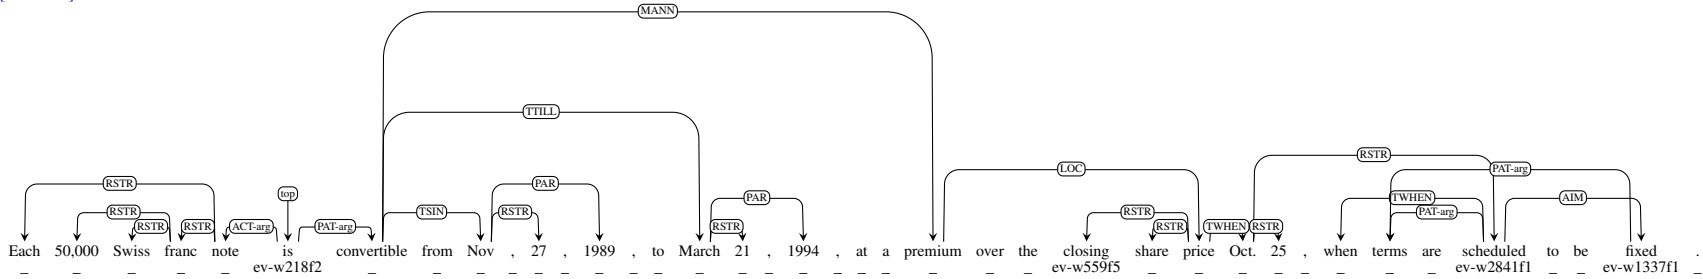 MANN
TTILL
RSTR
LOC PAT-arg
RSTR PAR
top
PAR TWHEN AIM
RSTR TSIN RSTR RSTR PAT-arg
RSTR RSTR ACT-arg PAT-arg RSTR RSTR TWHEN RSTR
Each 50,000 Swiss franc note is convertible from Nov , 27 , 1989 , to March 21 , 1994 , at a premium over the closing share price Oct. 25 , when terms are scheduled to be fixed .
_ _ _ _ _ ev-w218f2 _ _ _ _ _ _ _ _ _ _ _ _ _ _ _ _ _ _ _ ev-w559f5 _ _ _ _ _ _ _ _ ev-w2841f1 _ _ ev-w1337f1 _